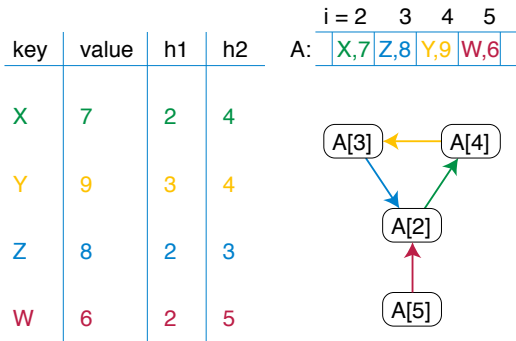 i = 2 3 4 5
key value h1 h2 A: X,7 Z,8 Y,9 W,6
X 7 2 4
A[3] A[4]
Y 9 3 4
A[2]
Z 8 2 3
A[5]
W 6 2 5